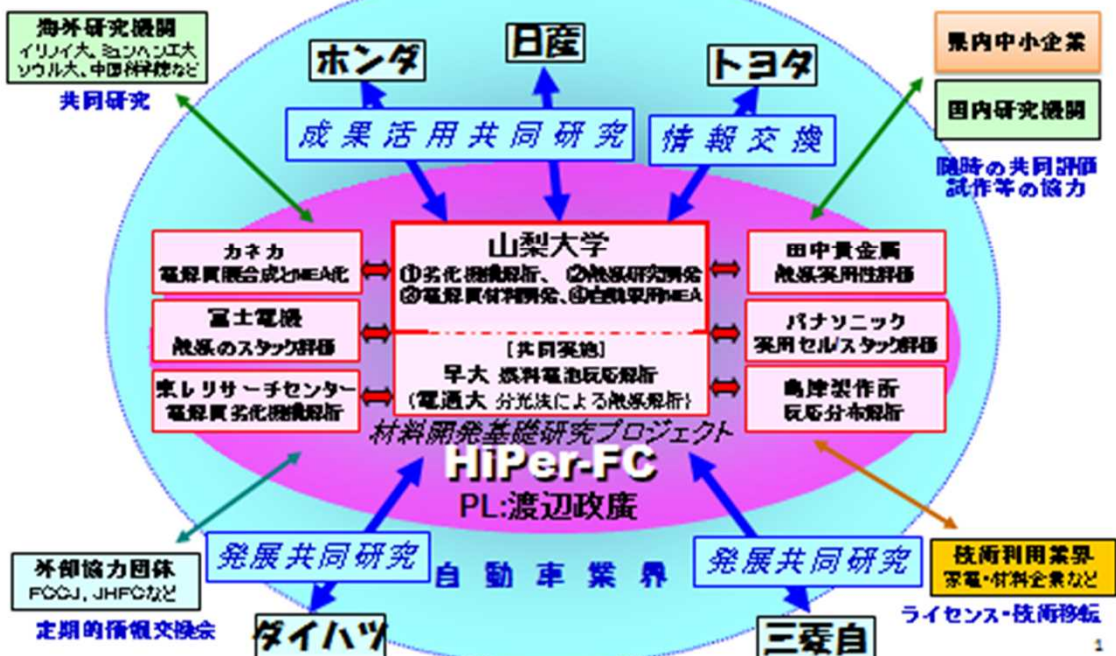 海外研究機関
イリノイ大、ミュンヘン工大
ソウル大、中国科学院など
共同研究
ホンダ
日産
トヨタ
県内中小企業
国内研究機関
随時の共同評価
試作等の協力
成果活用共同研究
情報交換
カネカ
電解質膜合成とMEA化
富士電機
触媒のスタック評価
東レリサーチセンター
電解質劣化機構解析
山梨大学
①劣化機構解析、②触媒研究開発
③電解質材料開発、④自動車用MEA
[共同実施]
早大 燃料電池反応解析
(電通大 分光法による触媒解析)
田中貴金属
触媒実用性評価
パナソニック
実用セル/スタック評価
島津製作所
反応分布解析
材料開発基礎研究プロジェクト
HiPer-FC
PL:渡辺政廣
発展共同研究
自動車業界
発展共同研究
外部協力団体
FCCJ, JHFCなど
定期的情報交換会
ダイハツ
三菱自
技術利用業界
家電・材料企業など
ライセンス・技術移転
1